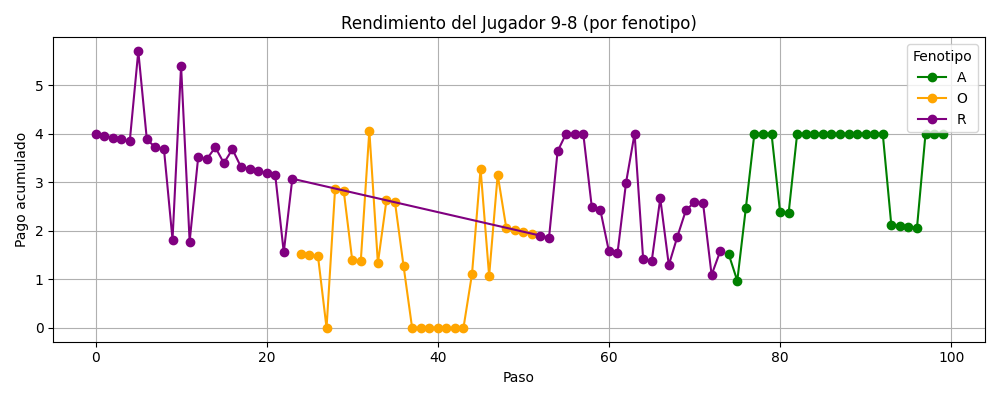 Rendimiento del Jugador 9-8 (por fenotipo)
Pago acumulado
5
4
3
2
1
0
Fenotipo
A
O
R
0 20 40 60 80 100
Paso